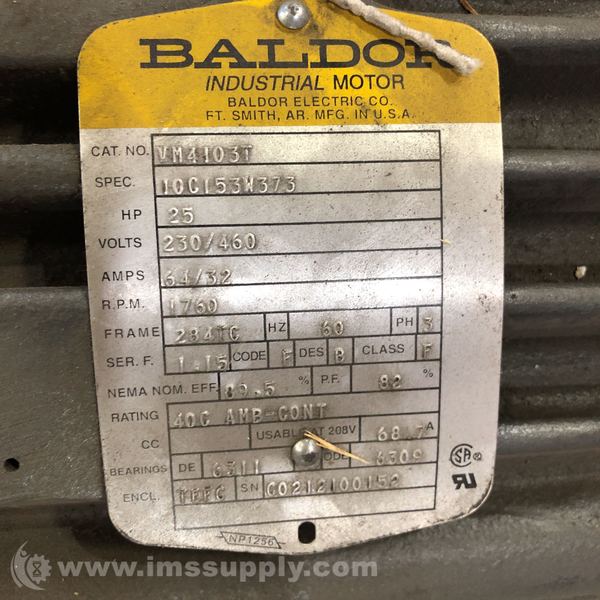 BALDOR
INDUSTRIAL MOTOR
BALDOR ELECTRIC CO.
FT. SMITH, AR. MFG. IN U.S.A.
CAT. NO. VM4103T
SPEC. 10C153W373
HP 25
VOLTS 230/460
AMPS 64/32
R.P.M. 1760
FRAME 284TC HZ 60 PH 3
SER. F. 1.15 CODE F DES B CLASS F
NEMA NOM. EFF. 89.5 % P.F. 82 %
RATING 40C AMB-CONT
CC USABLE AT 208V 68.7 A
BEARINGS DE 6311 ODE 6309
ENCL. TEFC SN C0212100152
NP1256
www.imssupply.com